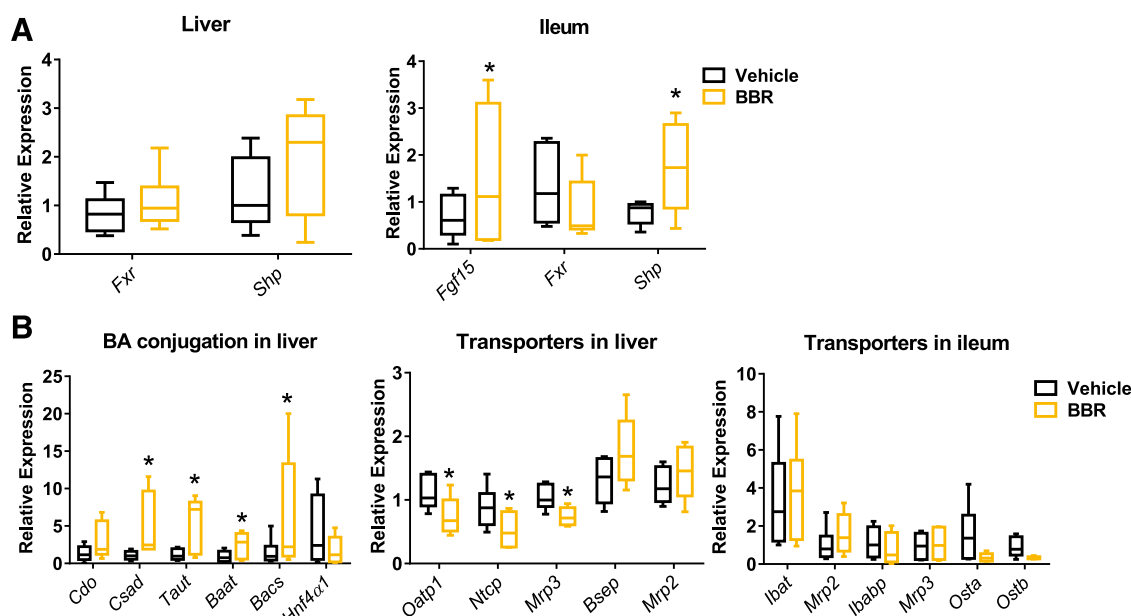 A
Liver
Ileum
Relative Expression
4
3
2
1
0
Fxr
Shp
Relative Expression
4
3
2
1
0
*
*
Fgf15
Fxr
Shp
Vehicle
BBR
B
BA conjugation in liver
Transporters in liver
Transporters in ileum
Relative Expression
25
20
15
10
5
0
*
*
*
*
Cdo
Csad
Taut
Baat
Bacs
Hnf4α1
Relative Expression
3
2
1
0
*
*
*
Oatp1
Ntcp
Mrp3
Bsep
Mrp2
Relative Expression
10
8
6
4
2
0
Ibat
Mrp2
Ibabp
Mrp3
Osta
Ostb
Vehicle
BBR